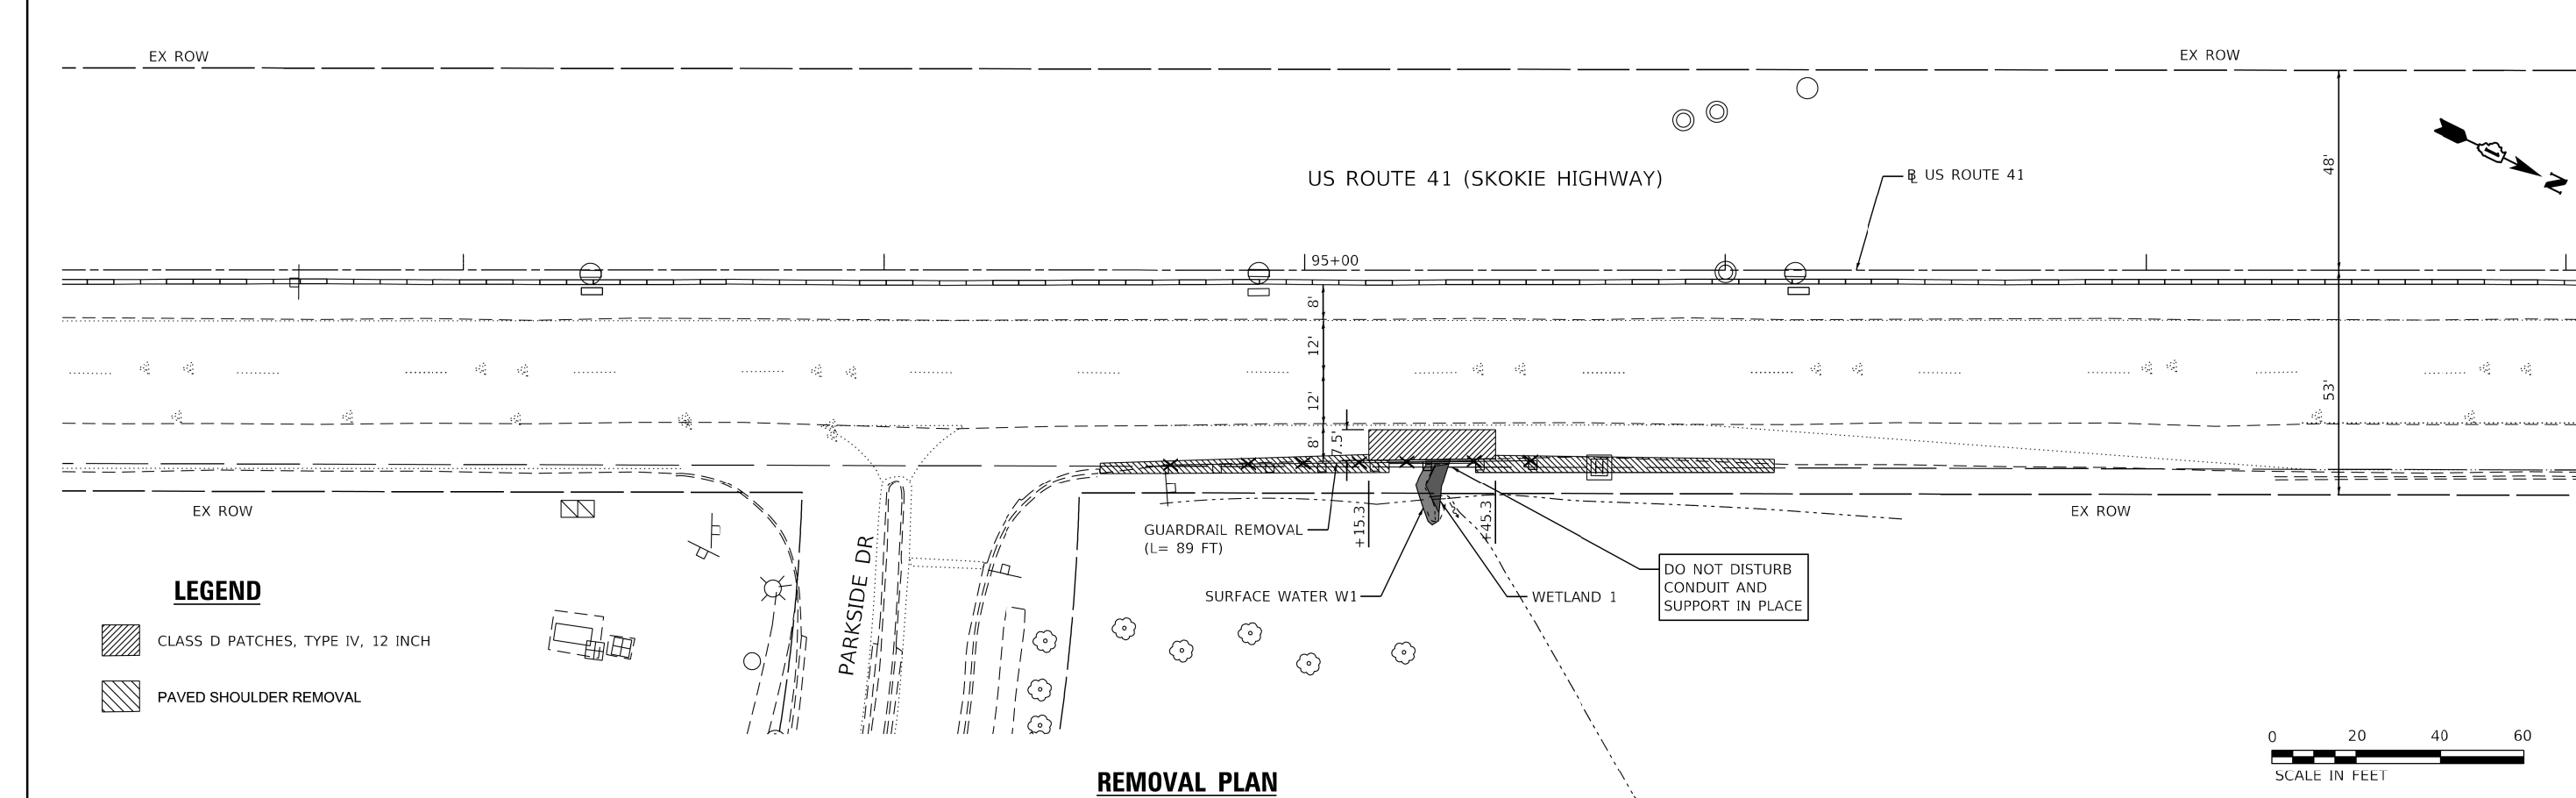 EX ROW
EX ROW
US ROUTE 41 (SKOKIE HIGHWAY)
BL US ROUTE 41
48'
N
95+00
8'
12'
12'
8'
7.5'
53'
EX ROW
EX ROW
GUARDRAIL REMOVAL
(L= 89 FT)
+15.3
+45.3
PARKSIDE DR
SURFACE WATER W1
WETLAND 1
DO NOT DISTURB
CONDUIT AND
SUPPORT IN PLACE
LEGEND
CLASS D PATCHES, TYPE IV, 12 INCH
PAVED SHOULDER REMOVAL
0 20 40 60
SCALE IN FEET
REMOVAL PLAN